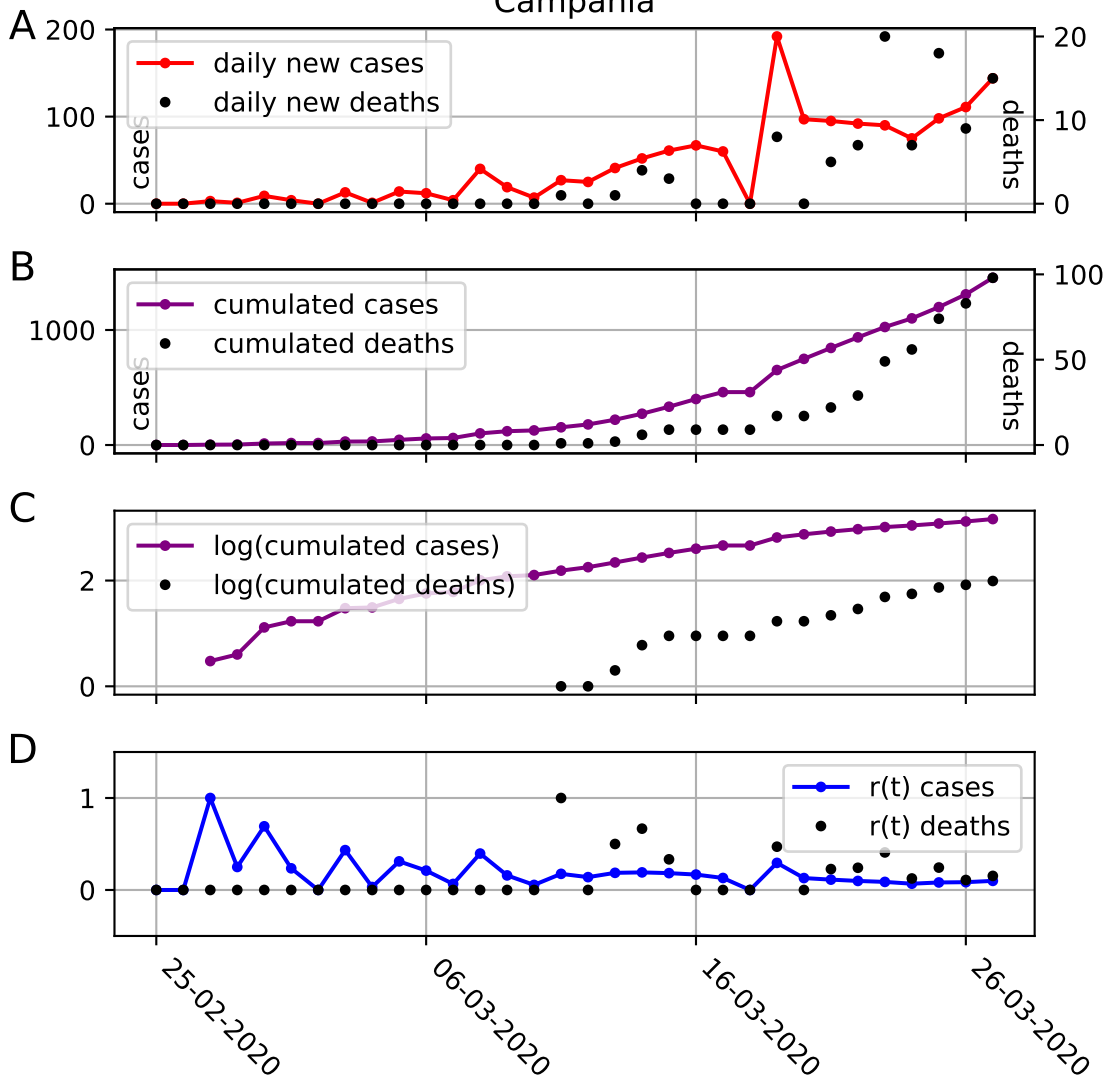 Campania
A
200
100
0
cases
daily new cases
daily new deaths
20
10
0
deaths
B
1000
0
cases
cumulated cases
cumulated deaths
100
50
0
deaths
C
2
0
log(cumulated cases)
log(cumulated deaths)
D
1
0
r(t) cases
r(t) deaths
25-02-2020
06-03-2020
16-03-2020
26-03-2020